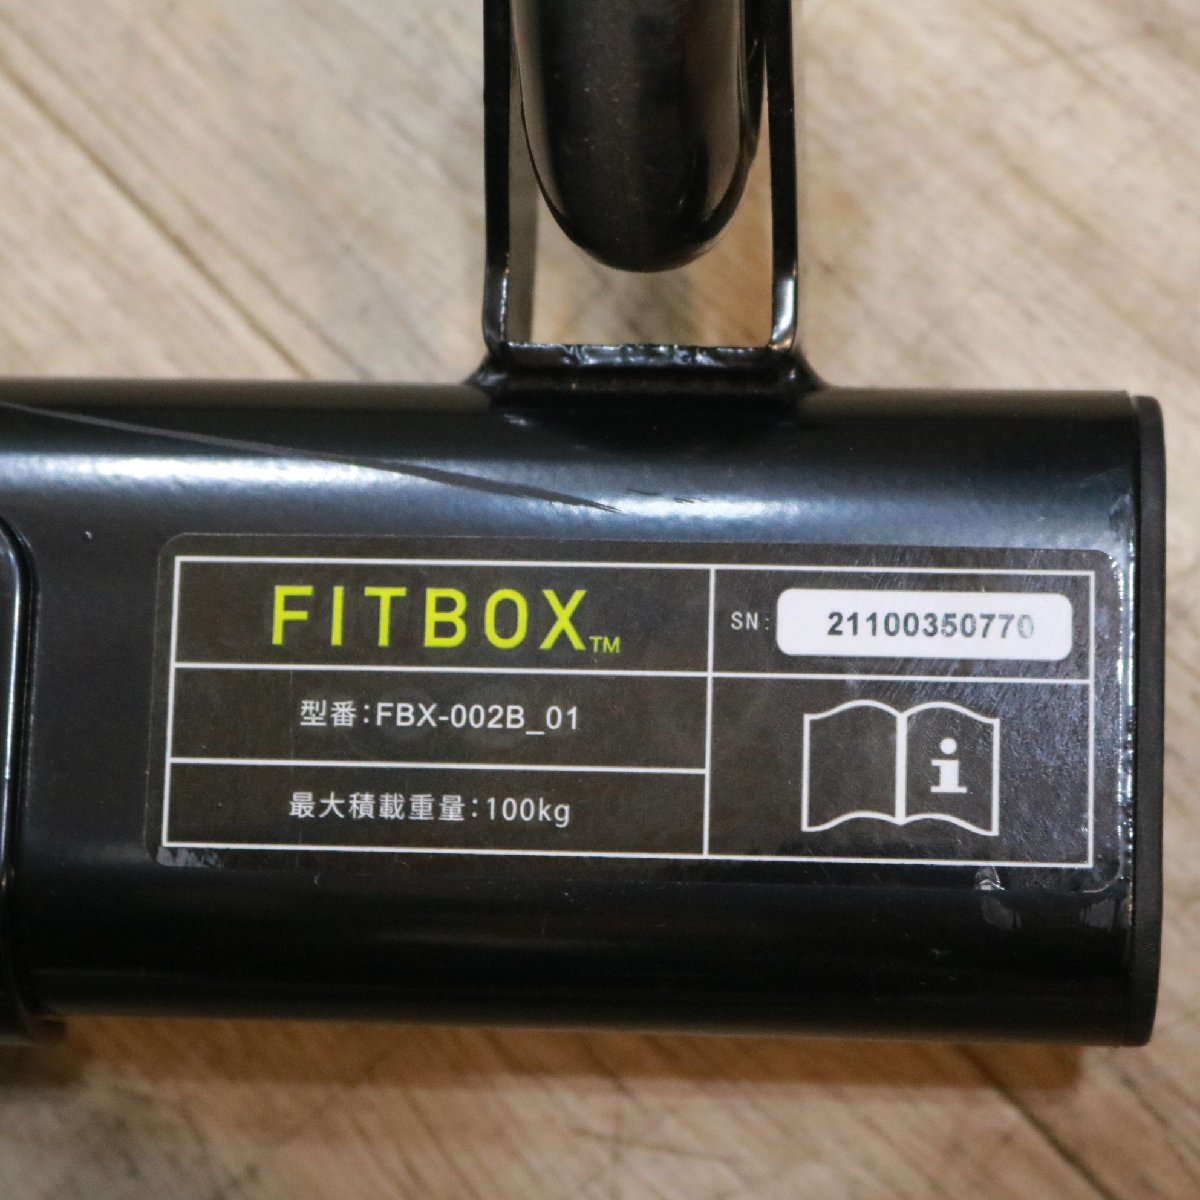 FITBOX™
SN: 21100350770
型番:FBX-002B_01
最大積載重量:100kg
i